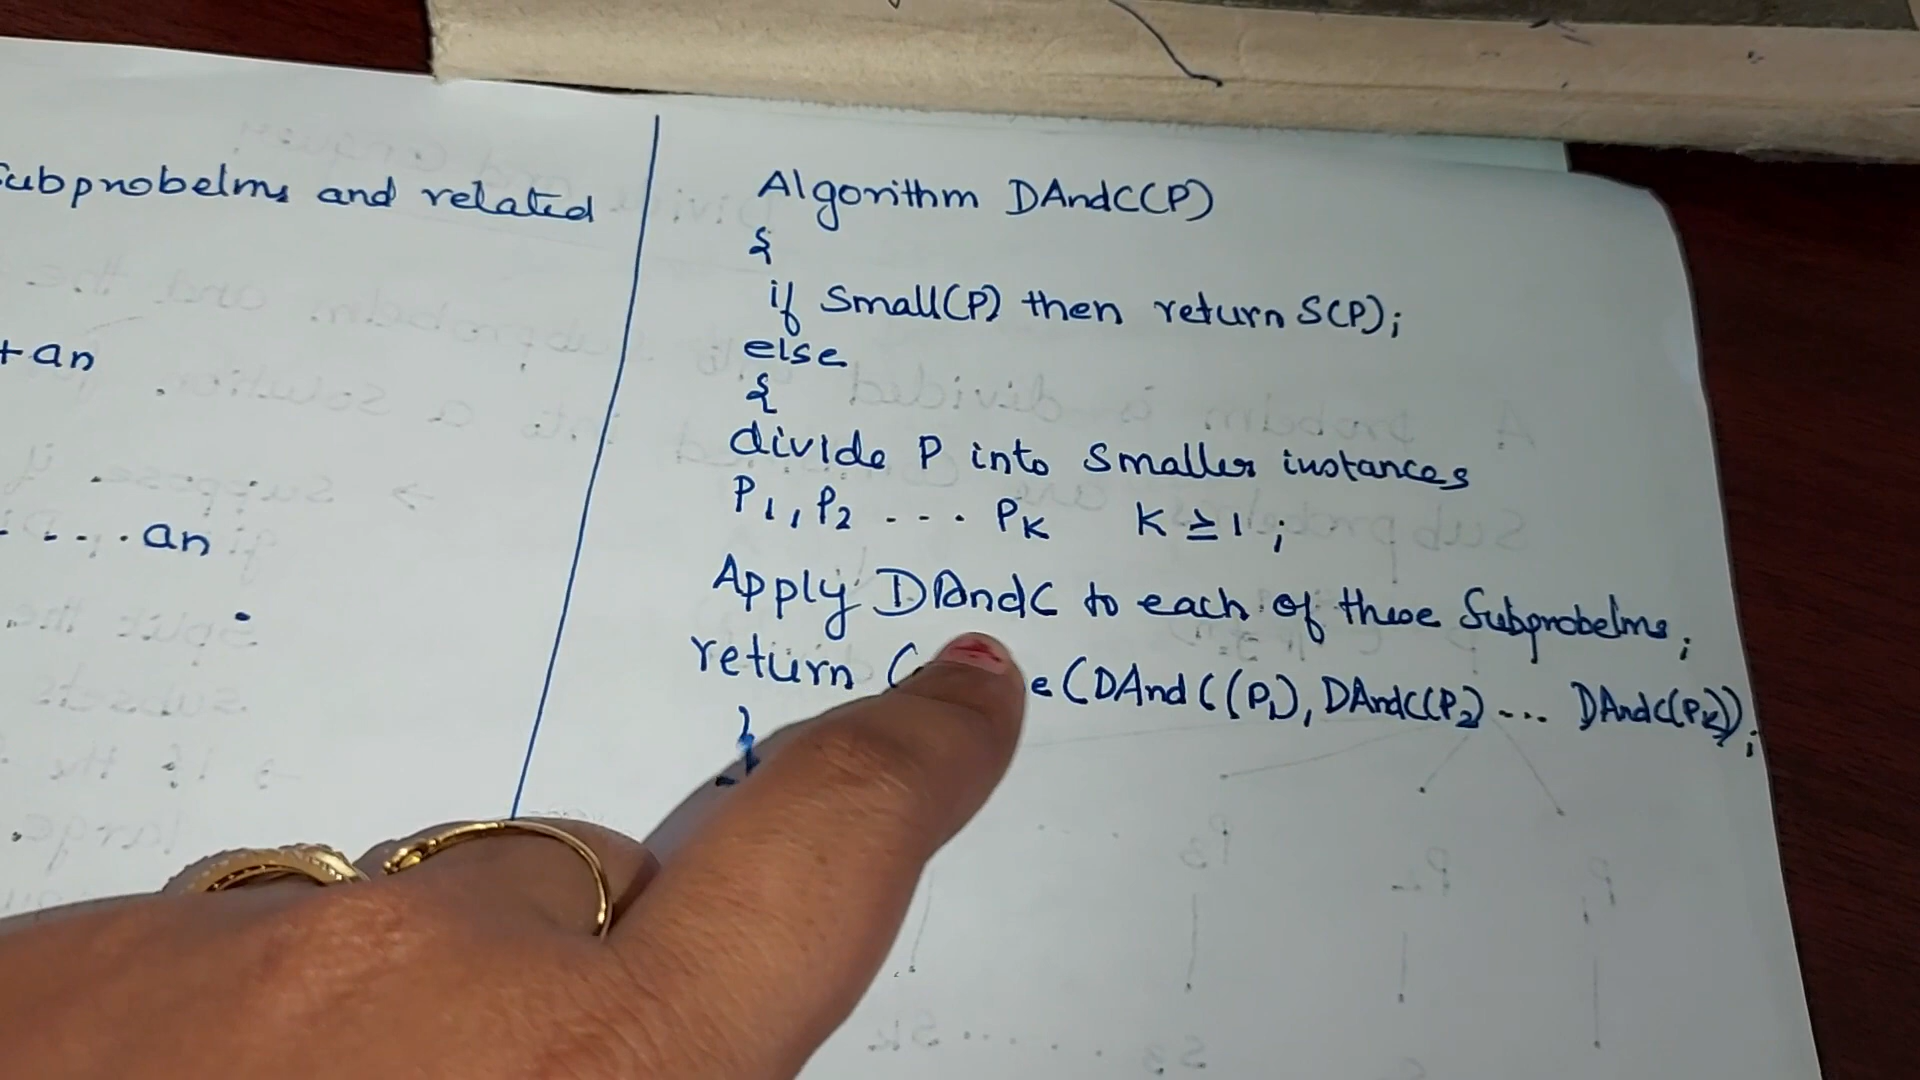 Subprobelms and related
+ an
. - - . an
Algorithm DAndC(P)
{
if Small(P) then return S(P);
else
{
divide P into smaller instances
P1, P2 ... PK K ≥ 1;
Apply DAndC to each of these Subprobelms;
return (DAndC(P1), DAndC(P2) ... DAndC(PK));
}